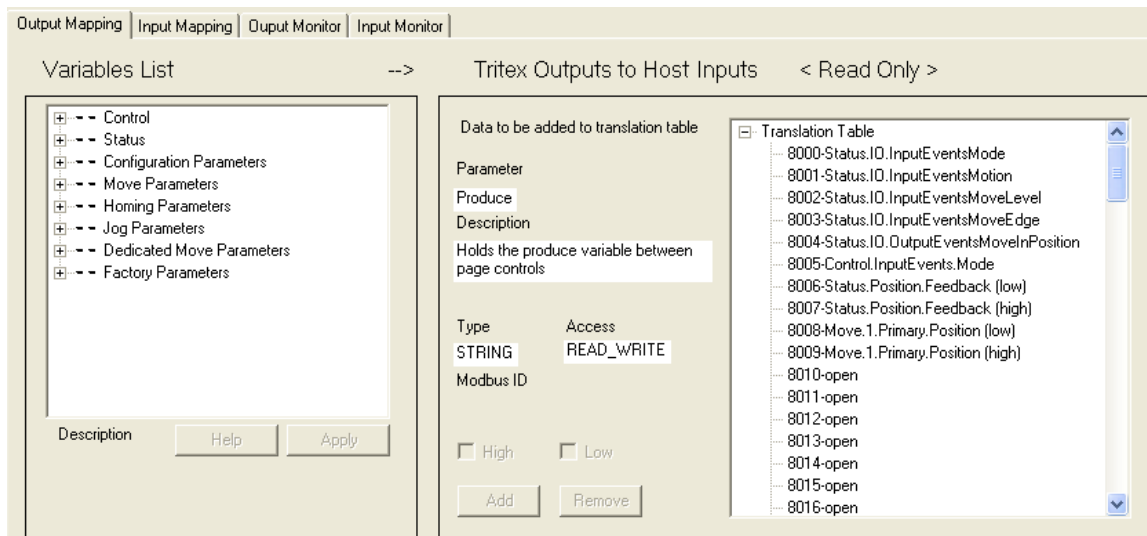 Output Mapping
Input Mapping
Ouput Monitor
Input Monitor
Variables List
-->
Tritex Outputs to Host Inputs
< Read Only >
Control
Status
Configuration Parameters
Move Parameters
Homing Parameters
Jog Parameters
Dedicated Move Parameters
Factory Parameters
Description
Help
Apply
Data to be added to translation table
Parameter
Produce
Description
Holds the produce variable between
page controls
Type
Access
STRING
READ_WRITE
Modbus ID
High
Low
Add
Remove
Translation Table
8000-Status.IO.InputEventsMode
8001-Status.IO.InputEventsMotion
8002-Status.IO.InputEventsMoveLevel
8003-Status.IO.InputEventsMoveEdge
8004-Status.IO.OutputEventsMoveInPosition
8005-Control.InputEvents.Mode
8006-Status.Position.Feedback (low)
8007-Status.Position.Feedback (high)
8008-Move.1.Primary.Position (low)
8009-Move.1.Primary.Position (high)
8010-open
8011-open
8012-open
8013-open
8014-open
8015-open
8016-open